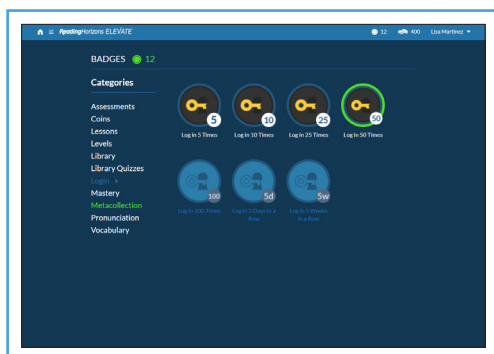 Reading Horizons ELEVATE
12
400
Lisa Martinez
BADGES 12
Categories
Assessments
Coins
Lessons
Levels
Library
Library Quizzes
Login >
Mastery
Metacollection
Pronunciation
Vocabulary
5
10
25
50
Log in 5 Times
Log in 10 Times
Log in 25 Times
Log in 50 Times
100
5d
5w
Log in 100 Times
Log in 5 Days in a
Row
Log in 5 Weeks
in a Row